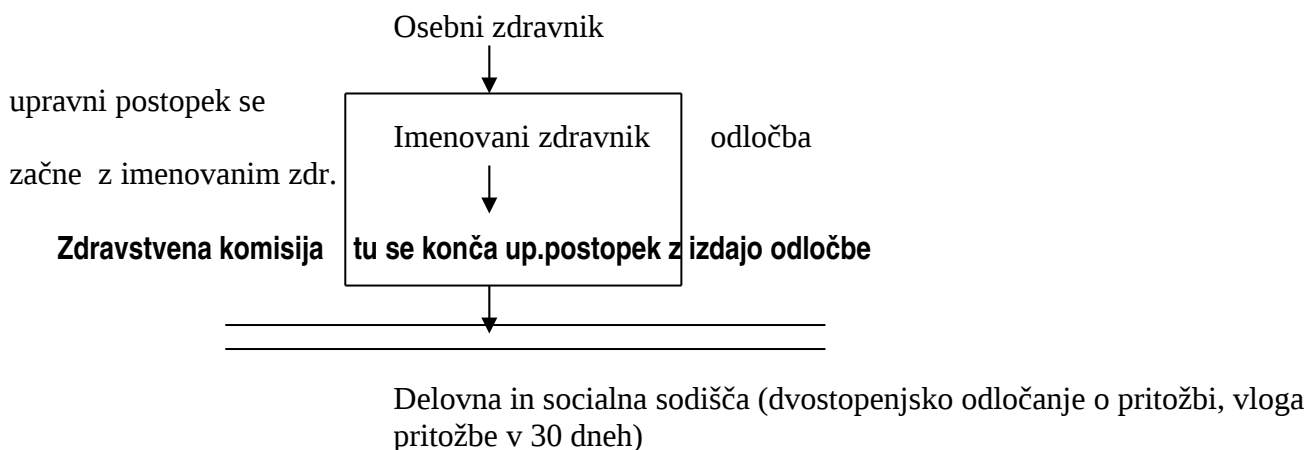 Osebni zdravnik
upravni postopek se
Imenovani zdravnik odločba
začne z imenovanim zdr.
Zdravstvena komisija tu se konča up.postopek z izdajo odločbe
Delovna in socialna sodišča (dvostopenjsko odločanje o pritožbi, vloga
pritožbe v 30 dneh)